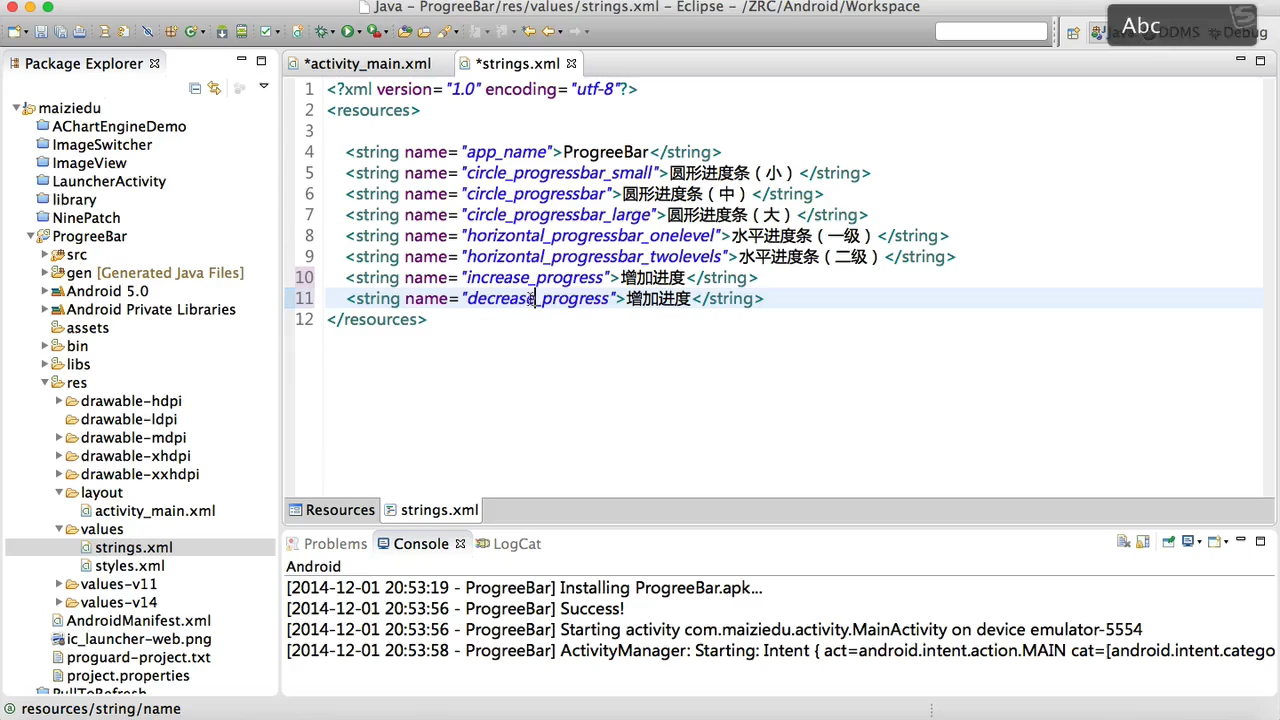 Java - ProgreeBar/res/values/strings.xml - Eclipse - /ZRC/Android/Workspace
Abc
DDMS
Debug
Package Explorer
*activity_main.xml
*strings.xml
maiziedu
AChartEngineDemo
ImageSwitcher
ImageView
LauncherActivity
library
NinePatch
ProgreeBar
src
gen [Generated Java Files]
Android 5.0
Android Private Libraries
assets
bin
libs
res
drawable-hdpi
drawable-ldpi
drawable-mdpi
drawable-xhdpi
drawable-xxhdpi
layout
activity_main.xml
values
strings.xml
styles.xml
values-v11
values-v14
AndroidManifest.xml
ic_launcher-web.png
proguard-project.txt
project.properties
PullToRefresh
1 <?xml version="1.0" encoding="utf-8"?>
2 <resources>
3
4 <string name="app_name">ProgreeBar</string>
5 <string name="circle_progressbar_small">圆形进度条（小）</string>
6 <string name="circle_progressbar">圆形进度条（中）</string>
7 <string name="circle_progressbar_large">圆形进度条（大）</string>
8 <string name="horizontal_progressbar_onelevel">水平进度条（一级）</string>
9 <string name="horizontal_progressbar_twolevels">水平进度条（二级）</string>
10 <string name="increase_progress">增加进度</string>
11 <string name="decrease_progress">增加进度</string>
12 </resources>
Resources
strings.xml
Problems
Console
LogCat
Android
[2014-12-01 20:53:19 - ProgreeBar] Installing ProgreeBar.apk...
[2014-12-01 20:53:56 - ProgreeBar] Success!
[2014-12-01 20:53:56 - ProgreeBar] Starting activity com.maiziedu.activity.MainActivity on device emulator-5554
[2014-12-01 20:53:58 - ProgreeBar] ActivityManager: Starting: Intent { act=android.intent.action.MAIN cat=[android.intent.catego
resources/string/name